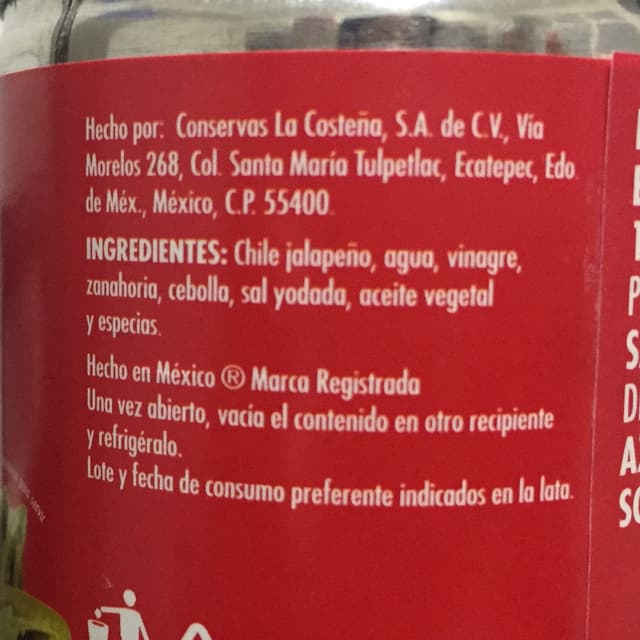 Hecho por: Conservas La Costeña, S.A. de C.V., Vía
Morelos 268, Col. Santa María Tulpetlac, Ecatepec, Edo.
de Méx., México, C.P. 55400.
INGREDIENTES: Chile jalapeño, agua, vinagre,
zanahoria, cebolla, sal yodada, aceite vegetal
y especias.
Hecho en México ® Marca Registrada
Una vez abierto, vacía el contenido en otro recipiente
y refrigéralo.
Lote y fecha de consumo preferente indicados en la lata.